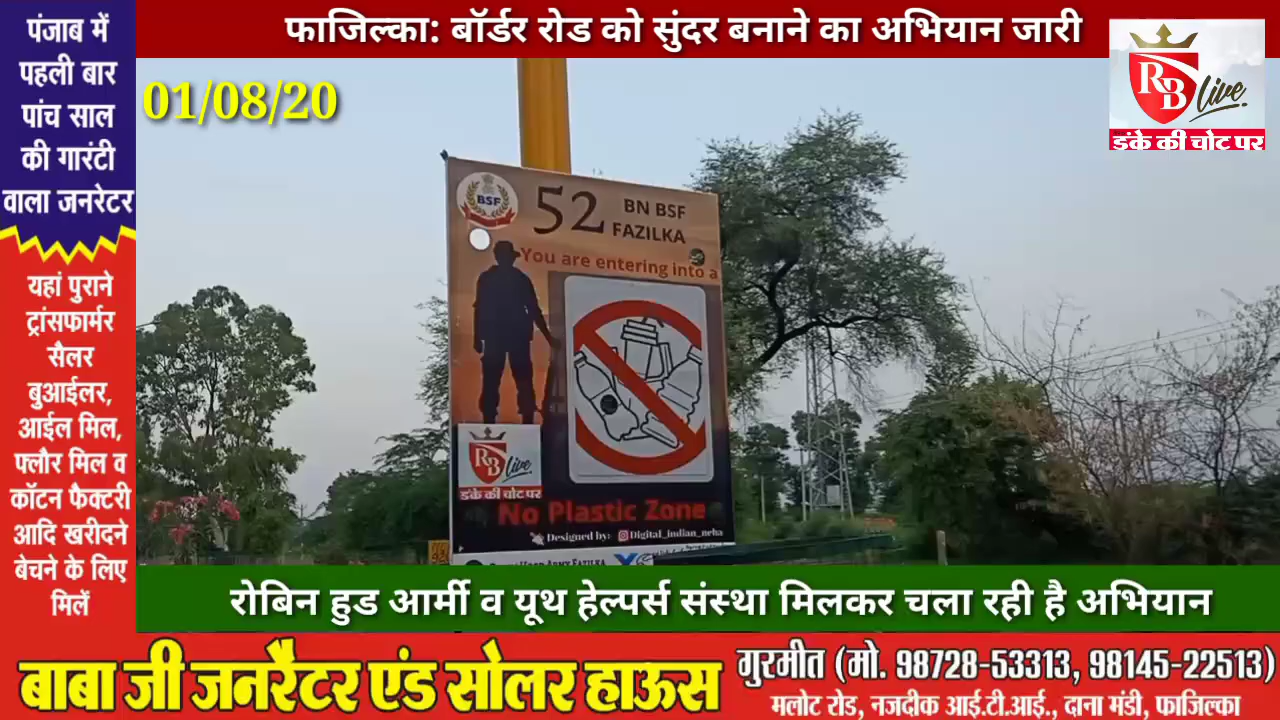 पंजाब में
पहली बार
पांच साल
की गारंटी
वाला जनरेटर
यहां पुराने
ट्रांसफार्मर
सैलर
बुआईलर,
आईल मिल,
फ्लौर मिल व
कॉटन फैक्टरी
आदि खरीदने
बेचने के लिए
मिलें
फाजिल्का: बॉर्डर रोड को सुंदर बनाने का अभियान जारी
01/08/20
RB Live
डंके की चोट पर
BSF
52 BN BSF
FAZILKA
You are entering into a
RB Live
डंके की चोट पर
No Plastic Zone
Designed by: Digital_indian_neha
Hood Army Fazilka
रोबिन हुड आर्मी व यूथ हेल्पर्स संस्था मिलकर चला रही है अभियान
बाबा जी जनरैटर एंड सोलर हाऊस
गुरमीत (मो. 98728-53313, 98145-22513)
मलोट रोड, नजदीक आई.टी.आई., दाना मंडी, फाजिल्का